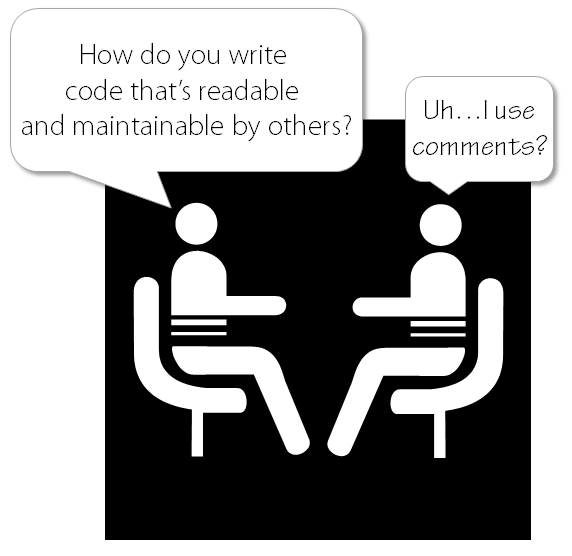 How do you write
code that’s readable
and maintainable by others?
Uh...I use
comments?